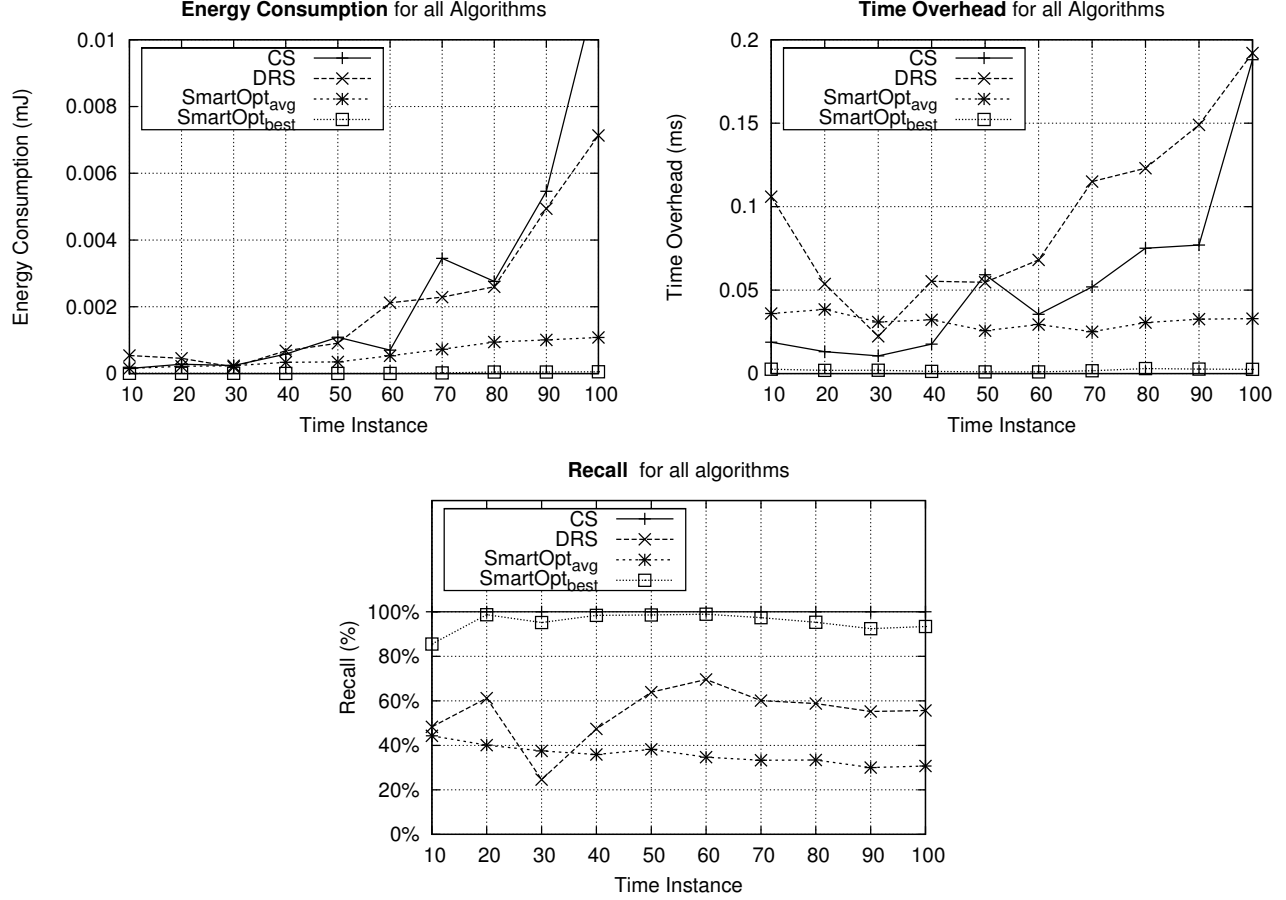 Energy Consumption for all Algorithms
0.01
0.008
0.006
0.004
0.002
0
Energy Consumption (mJ)
CS
DRS
SmartOptavg
SmartOptbest
10 20 30 40 50 60 70 80 90 100
Time Instance
Time Overhead for all Algorithms
0.2
0.15
0.1
0.05
0
Time Overhead (ms)
CS
DRS
SmartOptavg
SmartOptbest
10 20 30 40 50 60 70 80 90 100
Time Instance
Recall for all algorithms
CS
DRS
SmartOptavg
SmartOptbest
100%
80%
60%
40%
20%
0%
Recall (%)
10 20 30 40 50 60 70 80 90 100
Time Instance